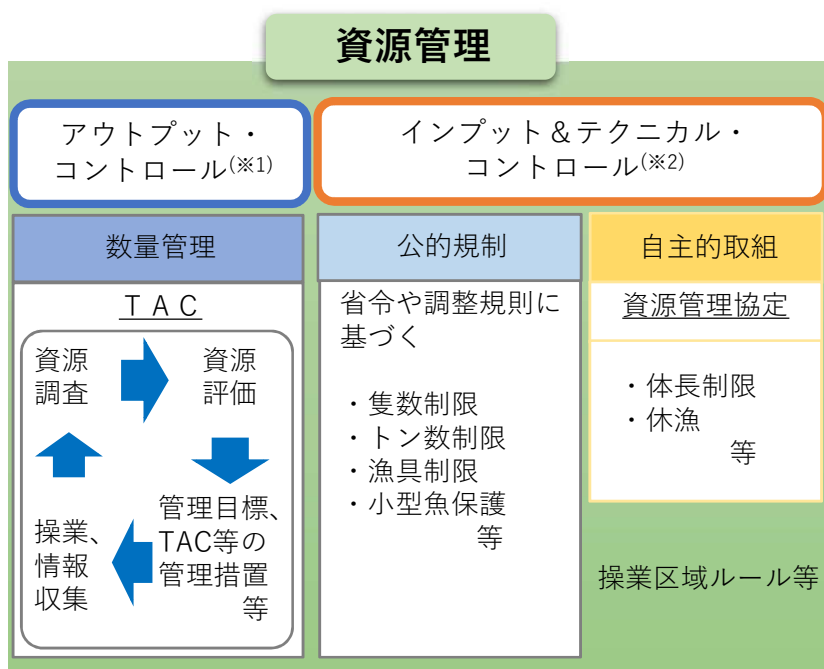 資源管理
アウトプット・
コントロール(※1)
インプット＆テクニカル・
コントロール(※2)
数量管理
ＴＡＣ
資源
調査
資源
評価
管理目標、
TAC等の
管理措置
等
操業、
情報
収集
公的規制
省令や調整規則に
基づく
・隻数制限
・トン数制限
・漁具制限
・小型魚保護
等
自主的取組
資源管理協定
・体長制限
・休漁
等
操業区域ルール等